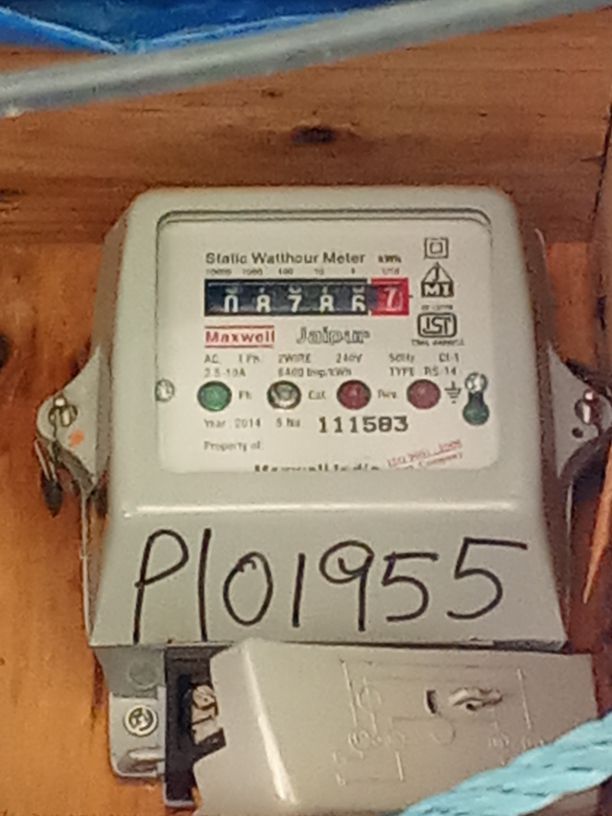 Static Watthour Meter kWh
10000 1000 100 10 1 1/10
08786 7
Maxwell Jaipur
AC. 1 Ph. 2WIRE 240V 50Hz Cl-1
2.5-10A 6400 Imp/kWh TYPE RS-14
Ph. Cal. Rev.
Year: 2014 S.No 111583
Property of:
Maxwell India
P101955